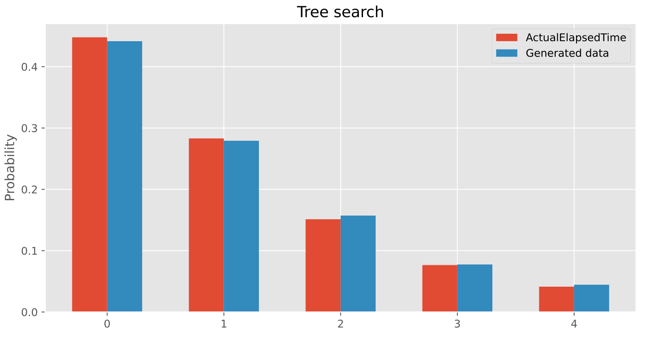 Tree search
ActualElapsedTime
Generated data
Probability
0.4
0.3
0.2
0.1
0.0
0 1 2 3 4